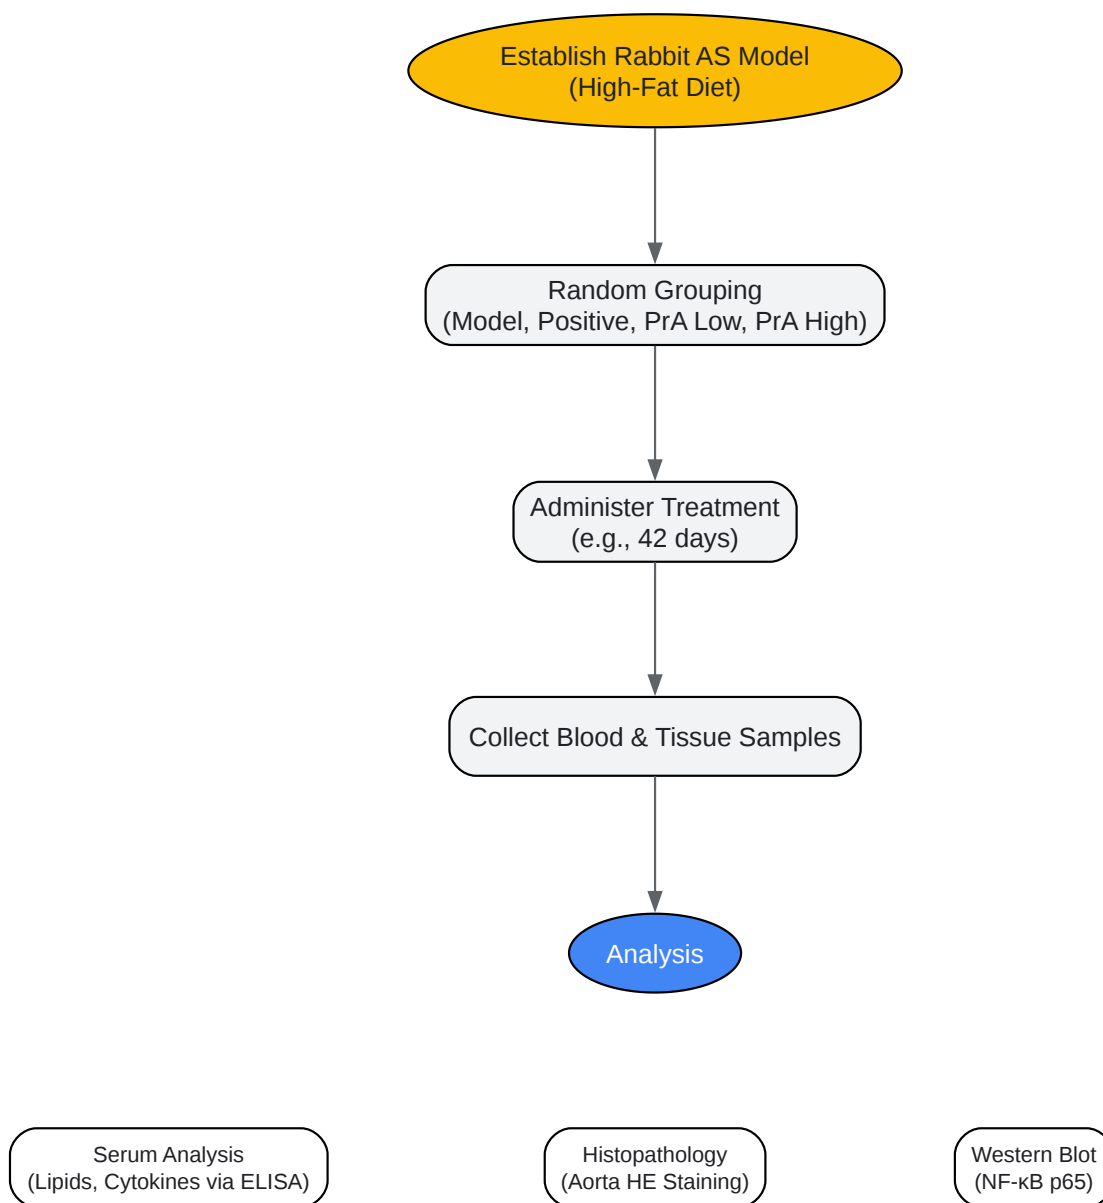 Establish Rabbit AS Model
(High-Fat Diet)
Random Grouping
(Model, Positive, PrA Low, PrA High)
Administer Treatment
(e.g., 42 days)
Collect Blood & Tissue Samples
Analysis
Serum Analysis
(Lipids, Cytokines via ELISA)
Histopathology
(Aorta HE Staining)
Western Blot
(NF-κB p65)